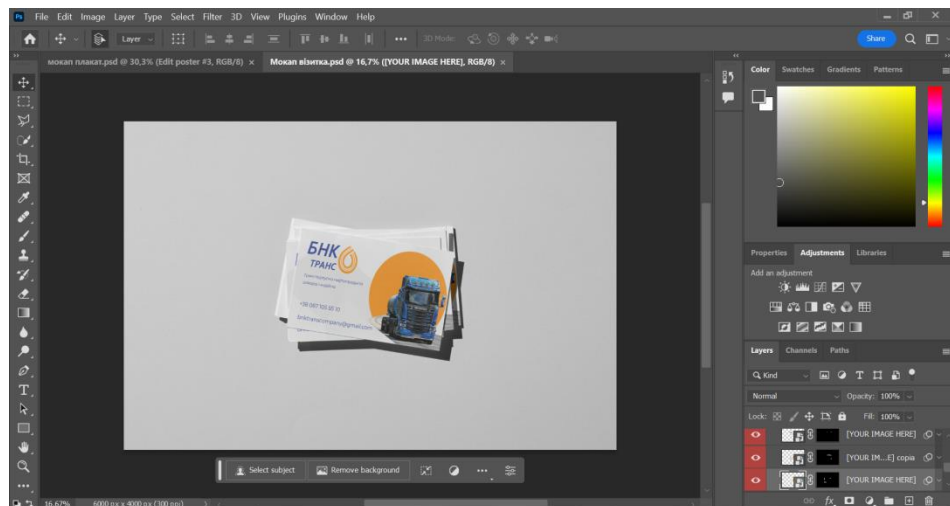 File Edit Image Layer Type Select Filter 3D View Plugins Window Help
Layer
3D Mode:
Share
мокап плакат.psd @ 30,3% (Edit poster #3, RGB/8) ×
Мокап візитка.psd @ 16,7% ([YOUR IMAGE HERE], RGB/8) ×
Color Swatches Gradients Patterns
БНК
ТРАНС
bnktranscompany@gmail.com
Properties Adjustments Libraries
Add an adjustment
Layers Channels Paths
Kind
Normal Opacity: 100%
Lock: Fill: 100%
[YOUR IMAGE HERE]
[YOUR IM...E] copia
[YOUR IMAGE HERE]
Select subject Remove background
16,67% 6000 px x 4000 px (300 ppi)